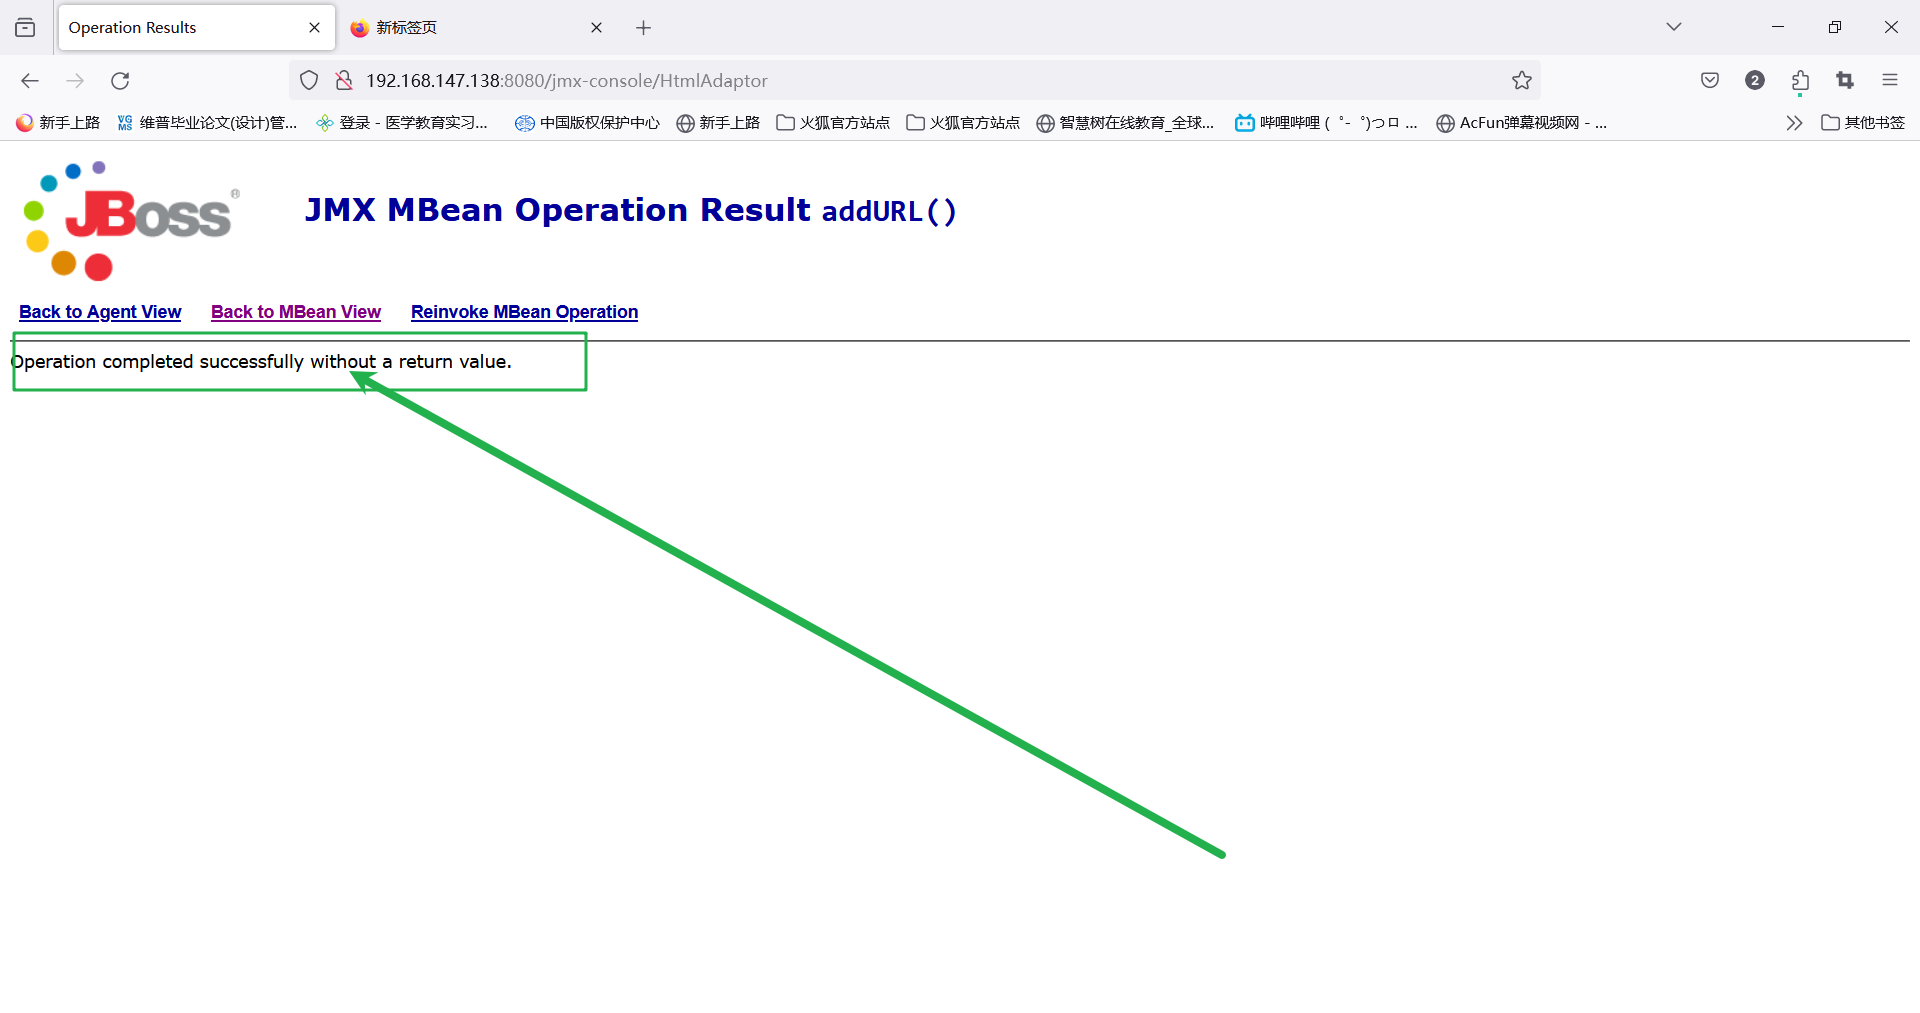 Operation Results
新标签页
192.168.147.138:8080/jmx-console/HtmlAdaptor
2
新手上路
VG MS 维普毕业论文(设计)管...
登录 - 医学教育实习...
中国版权保护中心
新手上路
火狐官方站点
火狐官方站点
智慧树在线教育_全球...
哔哩哔哩 ( ゜- ゜)つロ ...
AcFun弹幕视频网 - ...
其他书签
JBoss®
JMX MBean Operation Result addURL()
Back to Agent View
Back to MBean View
Reinvoke MBean Operation
Operation completed successfully without a return value.